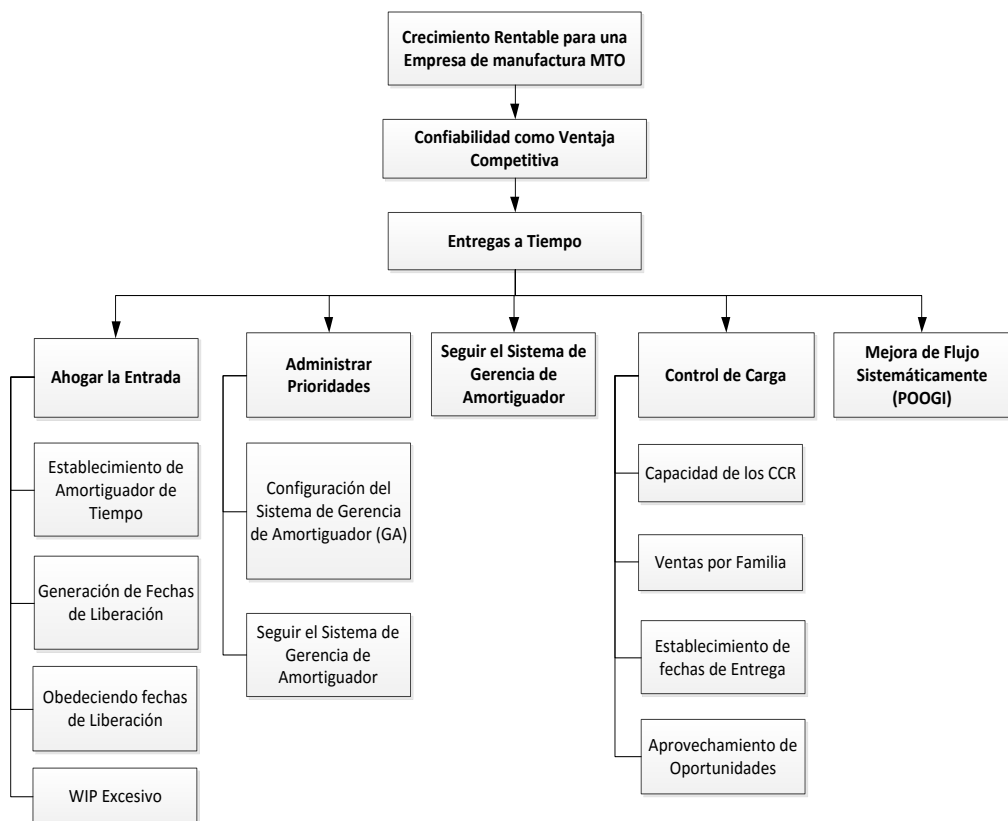 Crecimiento Rentable para una
Empresa de manufactura MTO
Confiabilidad como Ventaja
Competitiva
Entregas a Tiempo
Ahogar la Entrada
Establecimiento de
Amortiguador de
Tiempo
Generación de Fechas
de Liberación
Obedeciendo fechas
de Liberación
WIP Excesivo
Administrar
Prioridades
Configuración del
Sistema de Gerencia
de Amortiguador (GA)
Seguir el Sistema de
Gerencia de
Amortiguador
Seguir el Sistema de
Gerencia de
Amortiguador
Control de Carga
Capacidad de los CCR
Ventas por Familia
Establecimiento de
fechas de Entrega
Aprovechamiento de
Oportunidades
Mejora de Flujo
Sistemáticamente
(POOGI)